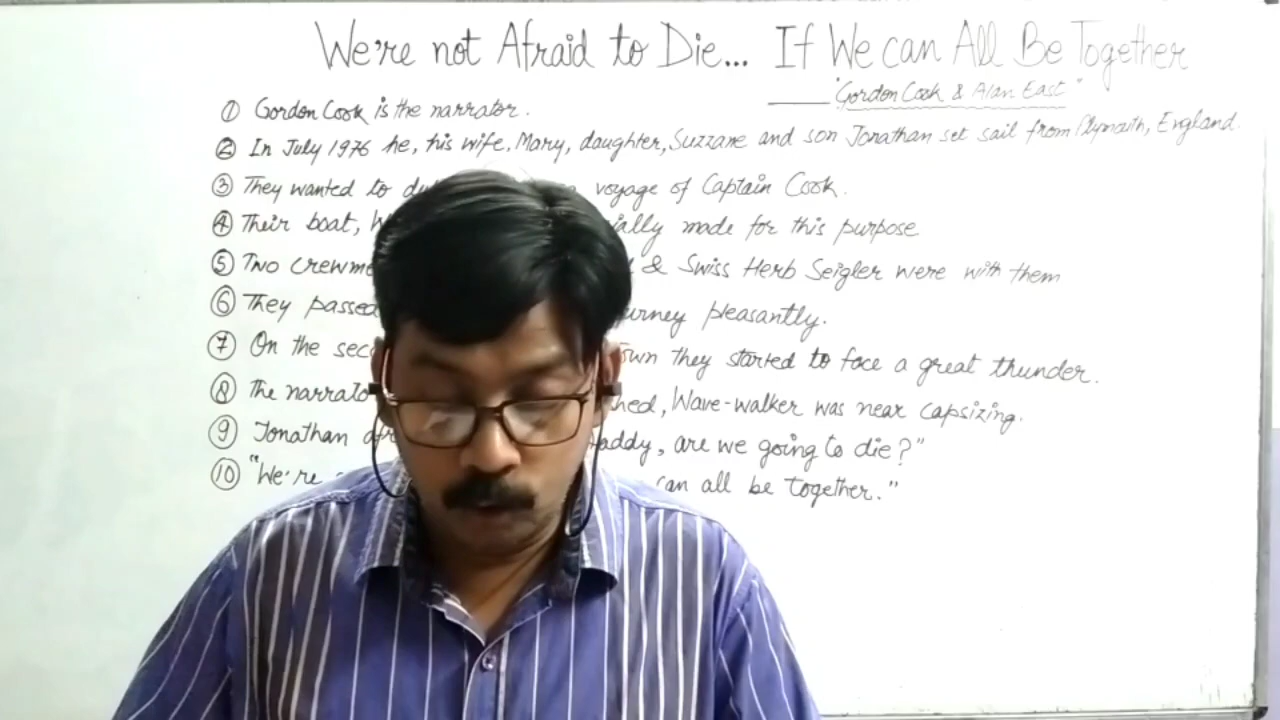 We're not Afraid to Die... If We can All Be Together
"Gordon Cook & Alan East"
① Gordon Cook is the narrator.
② In July 1976 he, his wife, Mary, daughter, Suzzane and son Jonathan set sail from Plymouth, England.
③ They wanted to voyage of Captain Cook.
④ Their boat, made for this purpose
⑤ Two & Swiss Herb Seigler were with them
⑥ They passed pleasantly.
⑦ On the they started to face a great thunder.
⑧ The Wave-walker was near capsizing.
⑨ Jonathan are we going to die?"
⑩ "We're can all be together."